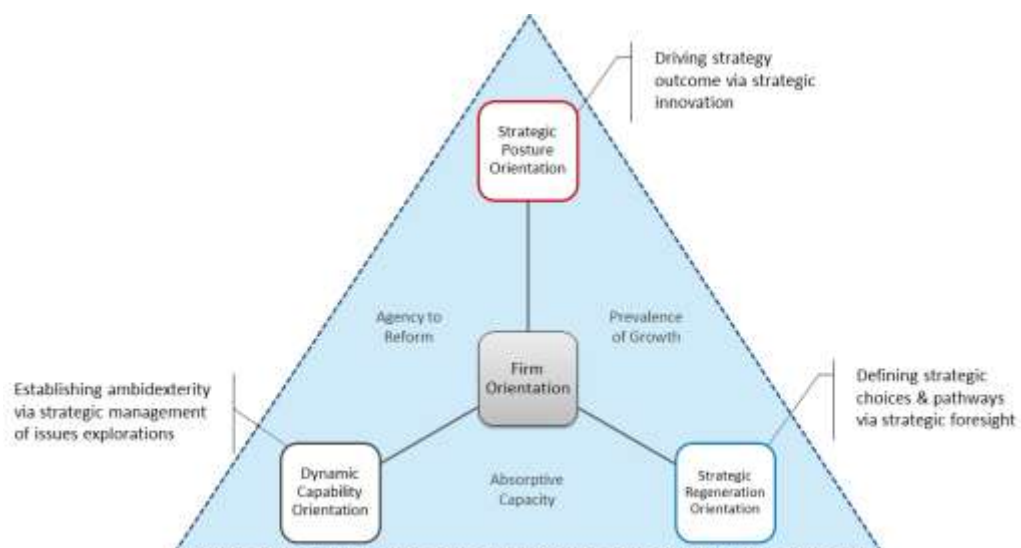 Driving strategy
outcome via strategic
innovation
Strategic
Posture
Orientation
Agency to
Reform
Prevalence
of Growth
Firm
Orientation
Establishing ambidexterity
via strategic management
of issues explorations
Defining strategic
choices & pathways
via strategic foresight
Dynamic
Capability
Orientation
Absorptive
Capacity
Strategic
Regeneration
Orientation